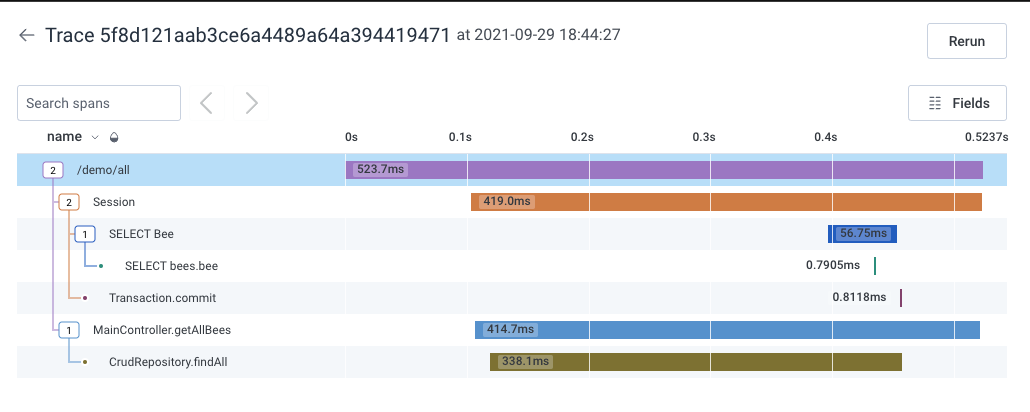 Trace 5f8d121aab3ce6a4489a64a394419471 at 2021-09-29 18:44:27
Rerun
Search spans
Fields
name 0s 0.1s 0.2s 0.3s 0.4s 0.5237s
2 /demo/all 523.7ms
2 Session 419.0ms
1 SELECT Bee 56.75ms
SELECT bees.bee 0.7905ms
Transaction.commit 0.8118ms
1 MainController.getAllBees 414.7ms
CrudRepository.findAll 338.1ms